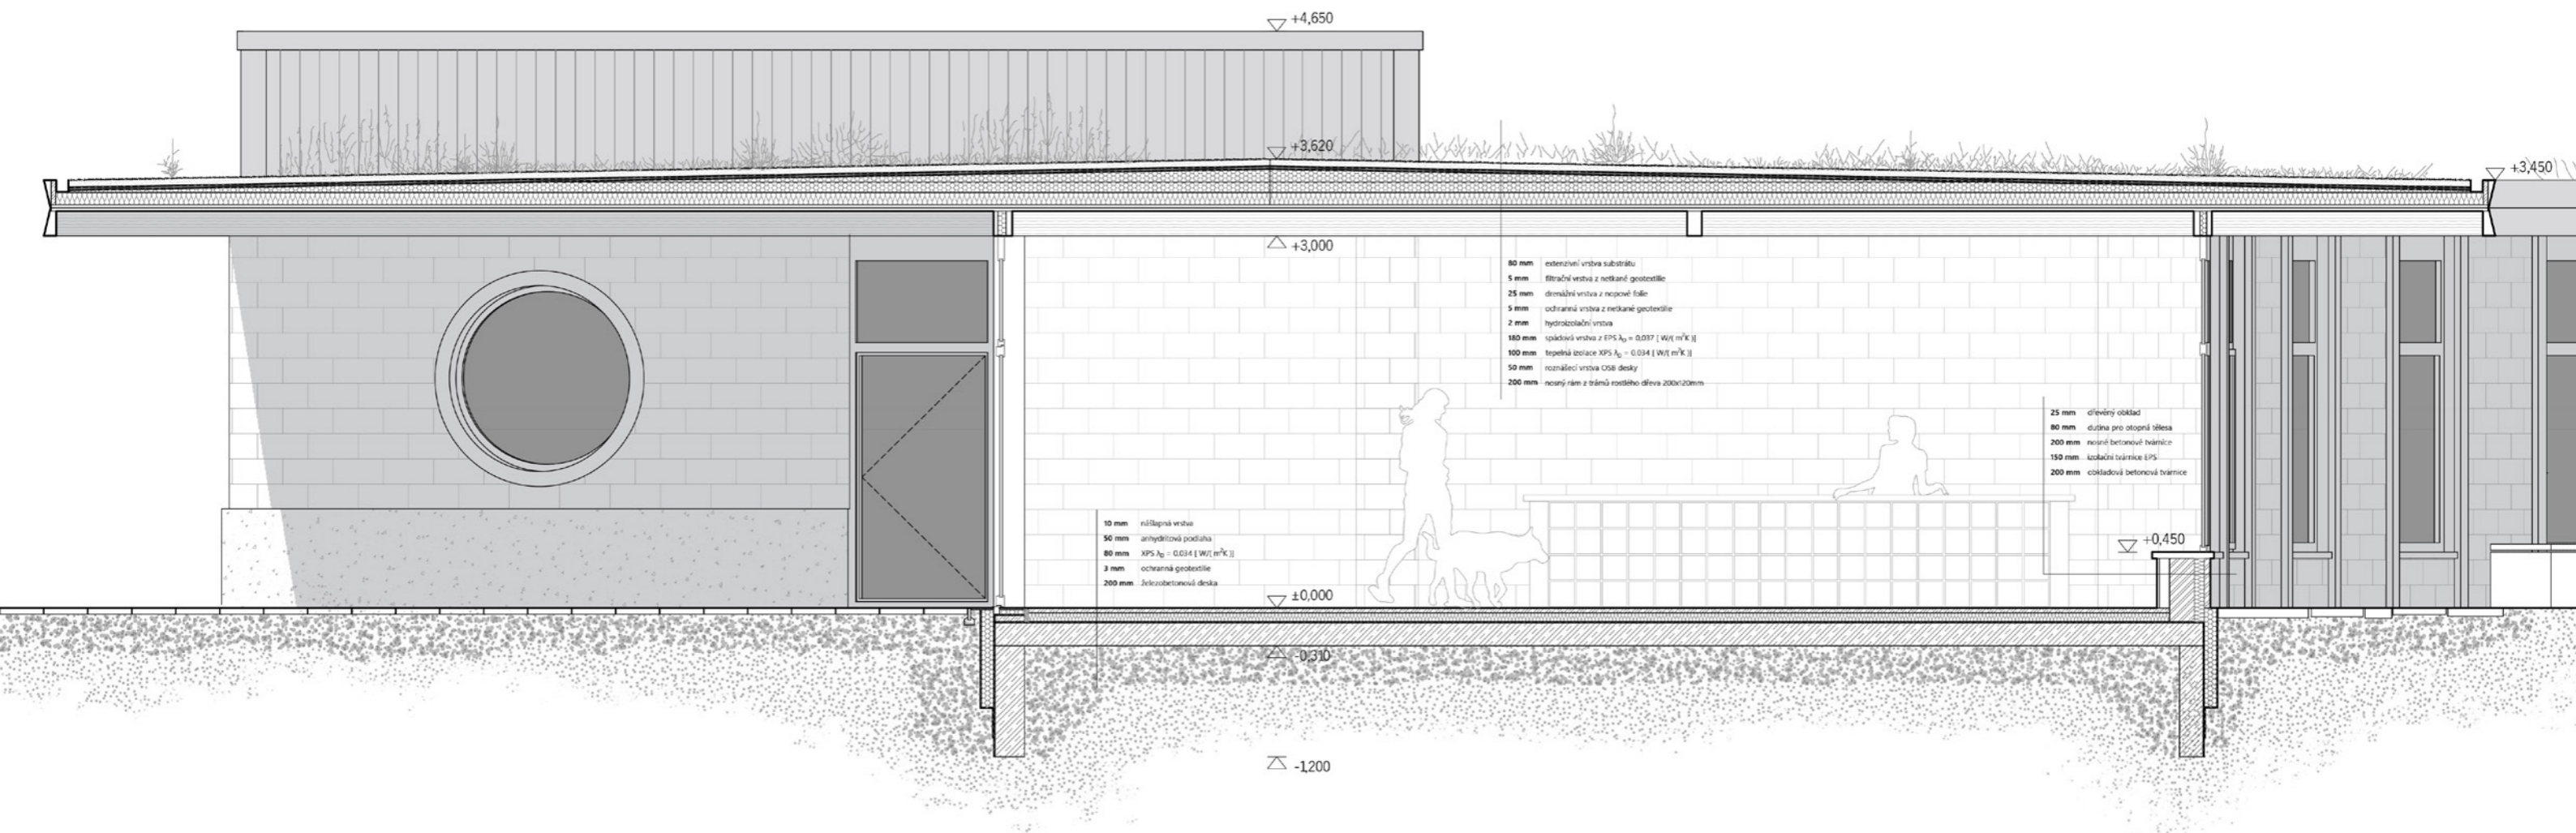 +4,650
+3,620
+3,450
+3,000
80 mm extenzivní vrstva substrátu
5 mm filtrační vrstva z netkané geotextilie
25 mm drenážní vrstva z nopové folie
5 mm ochranná vrstva z netkané geotextilie
2 mm hydroizolační vrstva
180 mm spádová vrstva z EPS λD = 0,037 [ W/( m²K )]
100 mm tepelná izolace XPS λD = 0,034 [ W/( m²K )]
50 mm roznášecí vrstva OSB desky
200 mm nosný rám z trámů rostlého dřeva 200x120mm
25 mm dřevěný obklad
80 mm dutina pro otopná tělesa
200 mm nosné betonové tvárnice
150 mm izolační tvárnice EPS
200 mm obkladová betonová tvárnice
10 mm nášlapná vrstva
50 mm anhydritová podlaha
80 mm XPS λD = 0,034 [ W/( m²K )]
3 mm ochranná geotextilie
200 mm železobetonová deska
+0,450
±0,000
-0,310
-1,200